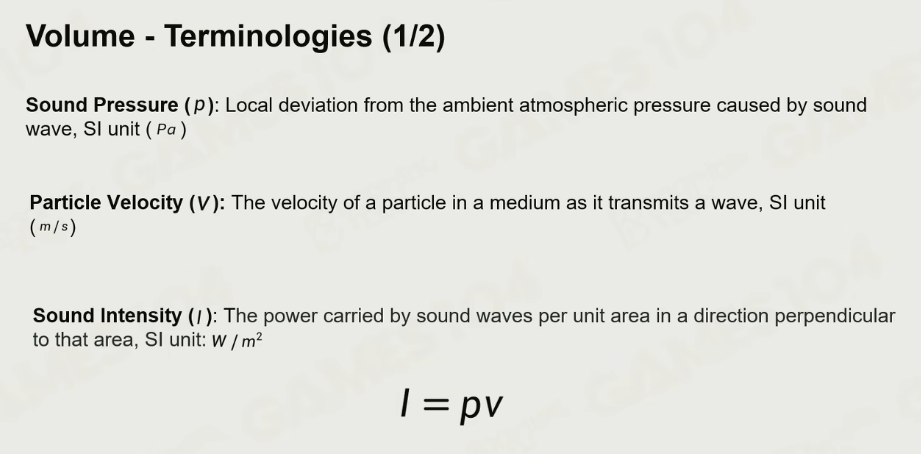 Volume - Terminologies (1/2)
Sound Pressure (p): Local deviation from the ambient atmospheric pressure caused by sound
wave, SI unit ( Pa )
Particle Velocity (V): The velocity of a particle in a medium as it transmits a wave, SI unit
( m / s )
Sound Intensity (I): The power carried by sound waves per unit area in a direction perpendicular
to that area, SI unit: W / m²
I = pv
GAMES104